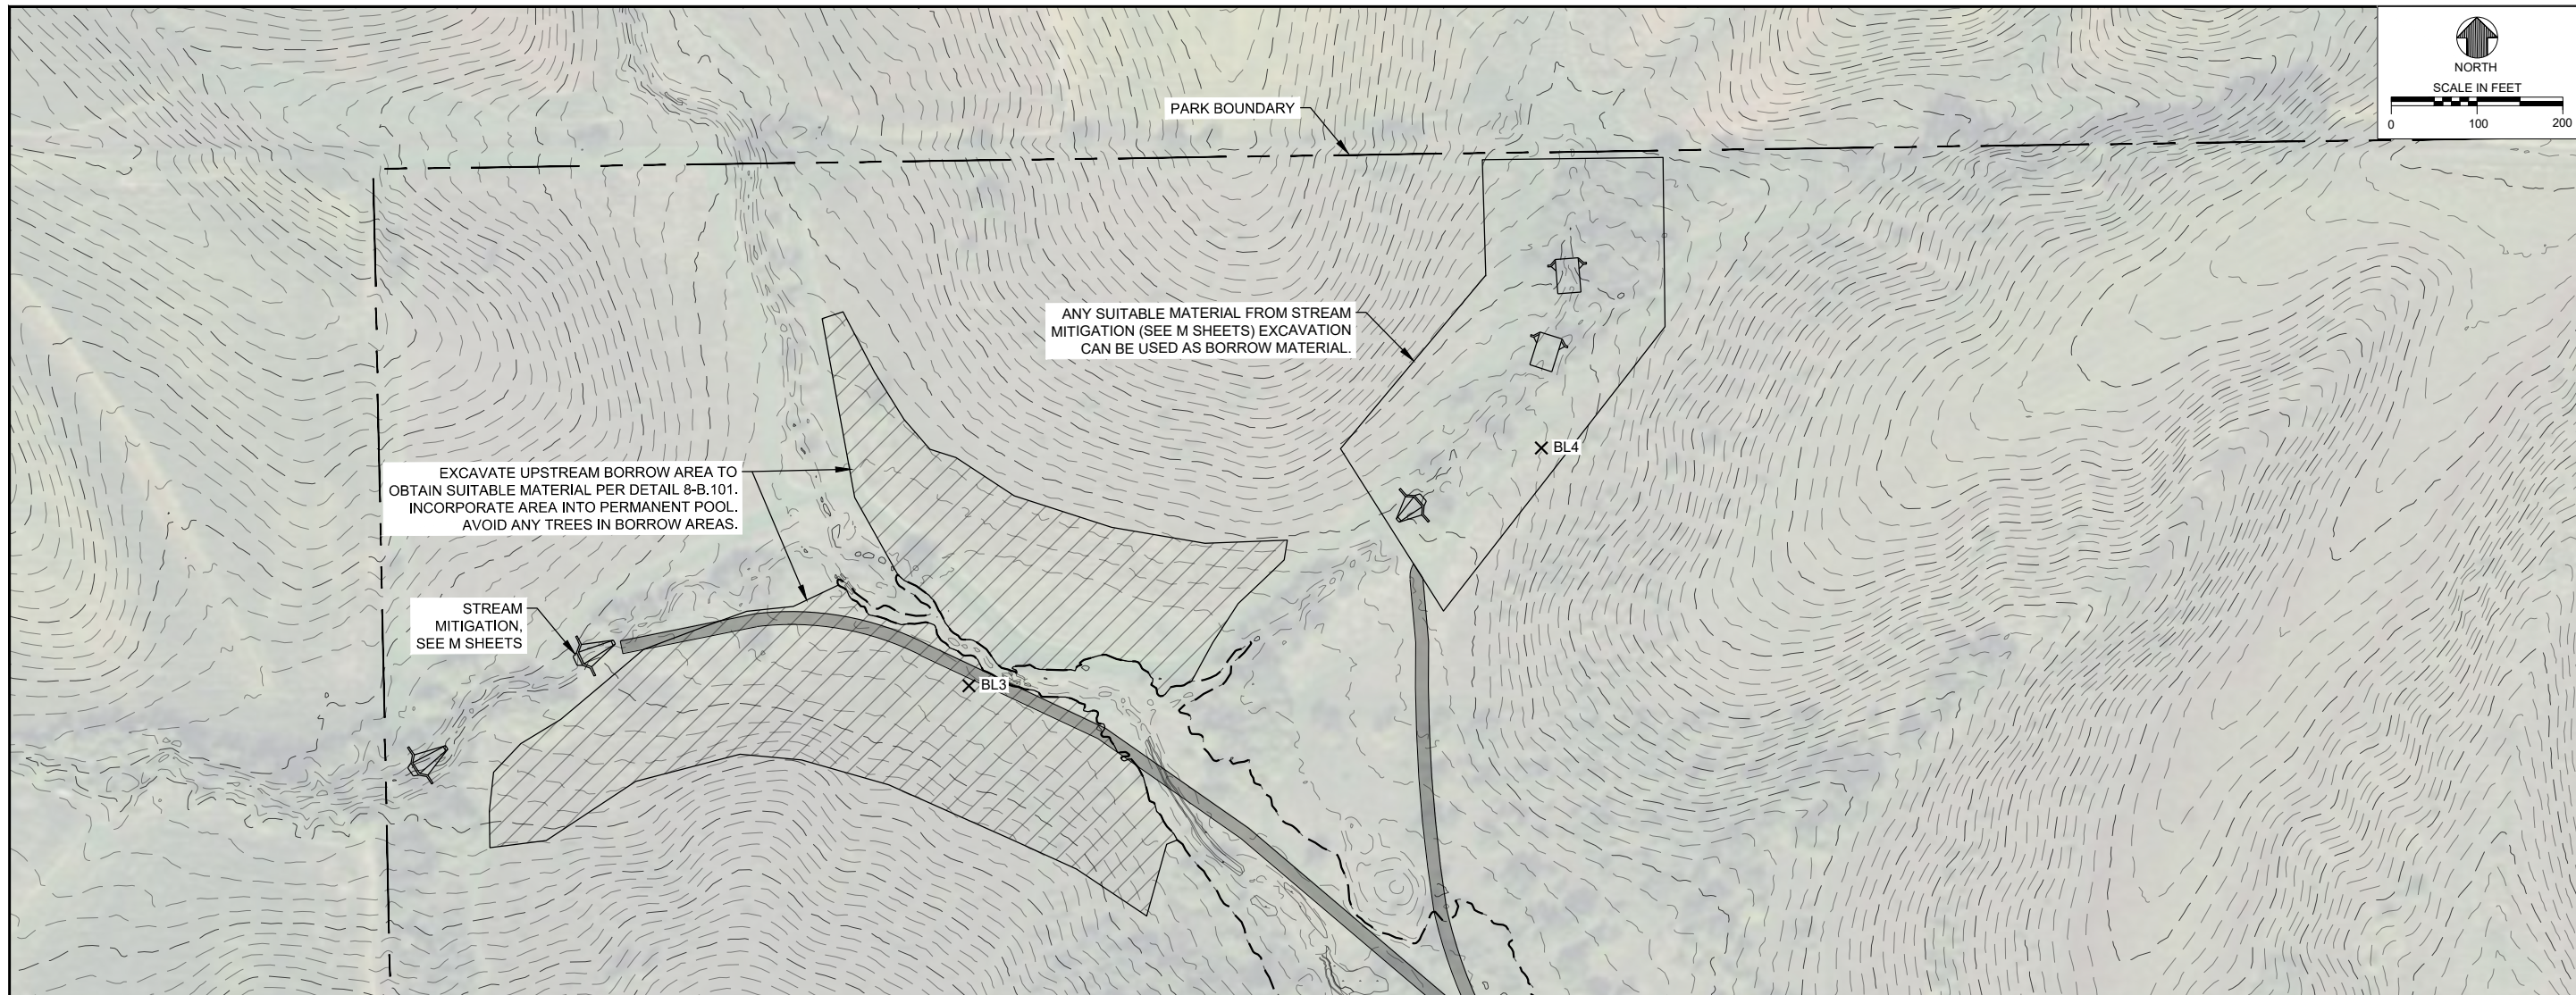 NORTH
SCALE IN FEET
0 100 200
PARK BOUNDARY
ANY SUITABLE MATERIAL FROM STREAM
MITIGATION (SEE M SHEETS) EXCAVATION
CAN BE USED AS BORROW MATERIAL.
BL4
EXCAVATE UPSTREAM BORROW AREA TO
OBTAIN SUITABLE MATERIAL PER DETAIL 8-B.101.
INCORPORATE AREA INTO PERMANENT POOL.
AVOID ANY TREES IN BORROW AREAS.
STREAM
MITIGATION,
SEE M SHEETS
BL3